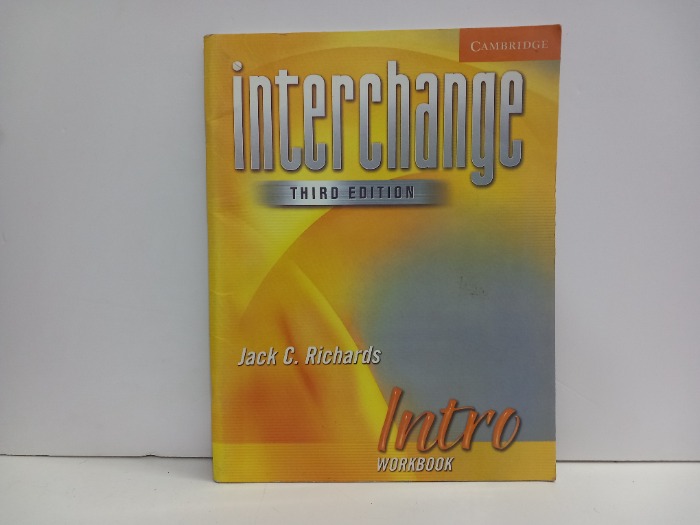 CAMBRIDGE
interchange
THIRD EDITION
Jack C. Richards
Intro
WORKBOOK